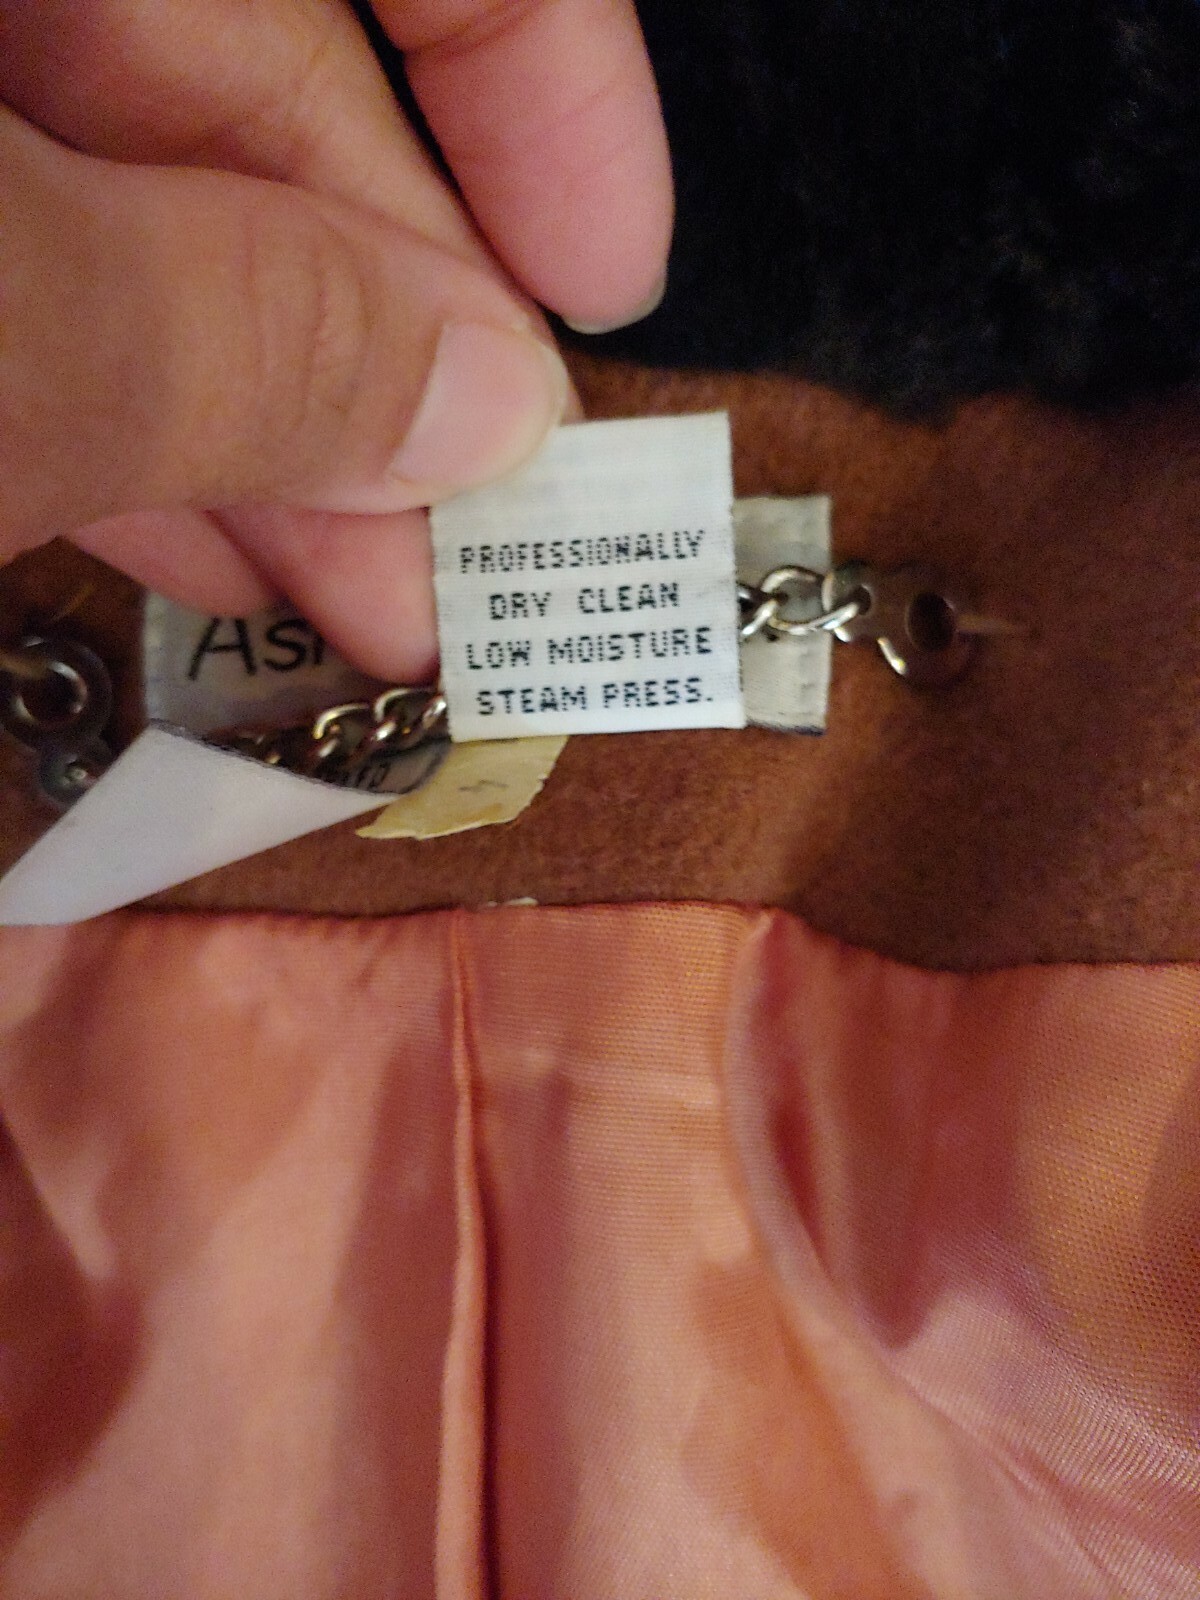 PROFESSIONALLY
DRY CLEAN
LOW MOISTURE
STEAM PRESS.